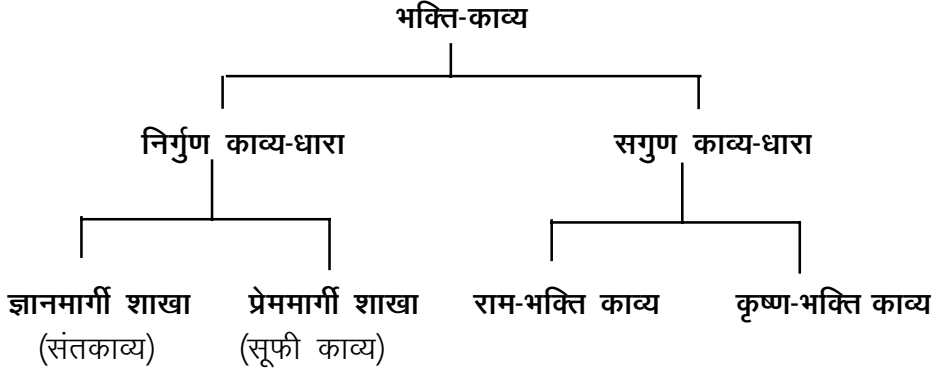 भक्ति-काव्य
निर्गुण काव्य-धारा सगुण काव्य-धारा
ज्ञानमार्गी शाखा प्रेममार्गी शाखा राम-भक्ति काव्य कृष्ण-भक्ति काव्य
(संतकाव्य) (सूफी काव्य)